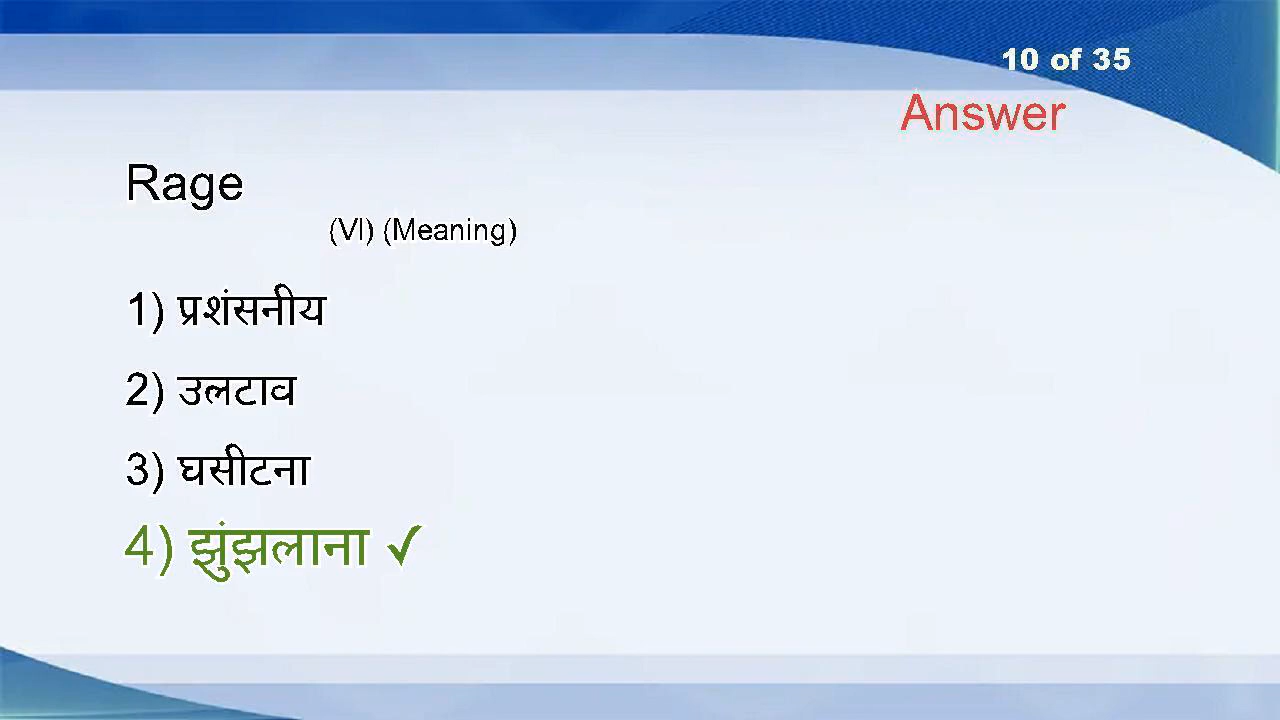 10 of 35
Answer
Rage
(VI) (Meaning)
1) प्रशंसनीय
2) उलटाव
3) घसीटना
4) झुंझलाना ✓